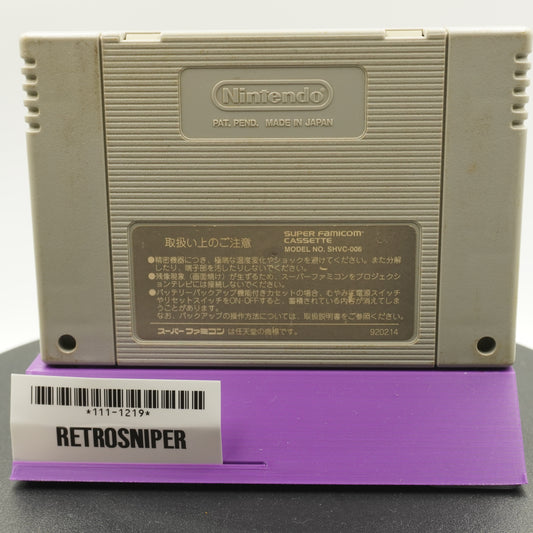 Nintendo
PAT. PEND. MADE IN JAPAN
取扱い上のご注意
SUPER FAMICOM
CASSETTE
MODEL NO. SHVC-006
●精密機器につき、極端な温度変化やショックを避けてください。また分解
したり、端子部を汚したりしないでください。
●残像現象(画面焼け)が生ずるため、スーパーファミコンをプロジェクシ
ョンテレビには接続しないでください。
●バッテリーバックアップ機能付きカセットの場合、むやみに電源スイッチ
やリセットスイッチをON-OFFすると、蓄積されている内容が消えてしま
うことがあります。
なお、バックアップの操作方法については、取扱説明書をご参照ください。
スーパーファミコン は任天堂の商標です。
920214
*111-1219*
RETROSNIPER